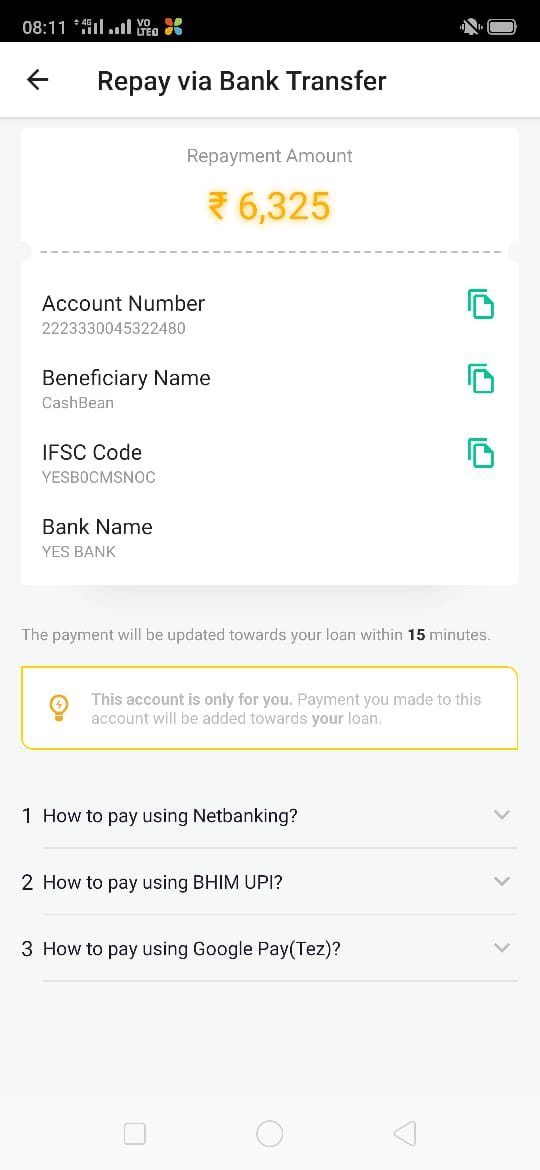 08:11 4G VO LTED
Repay via Bank Transfer
Repayment Amount
₹ 6,325
Account Number
2223330045322480
Beneficiary Name
CashBean
IFSC Code
YESB0CMSNOC
Bank Name
YES BANK
The payment will be updated towards your loan within 15 minutes.
This account is only for you. Payment you made to this
account will be added towards your loan.
1 How to pay using Netbanking?
2 How to pay using BHIM UPI?
3 How to pay using Google Pay(Tez)?